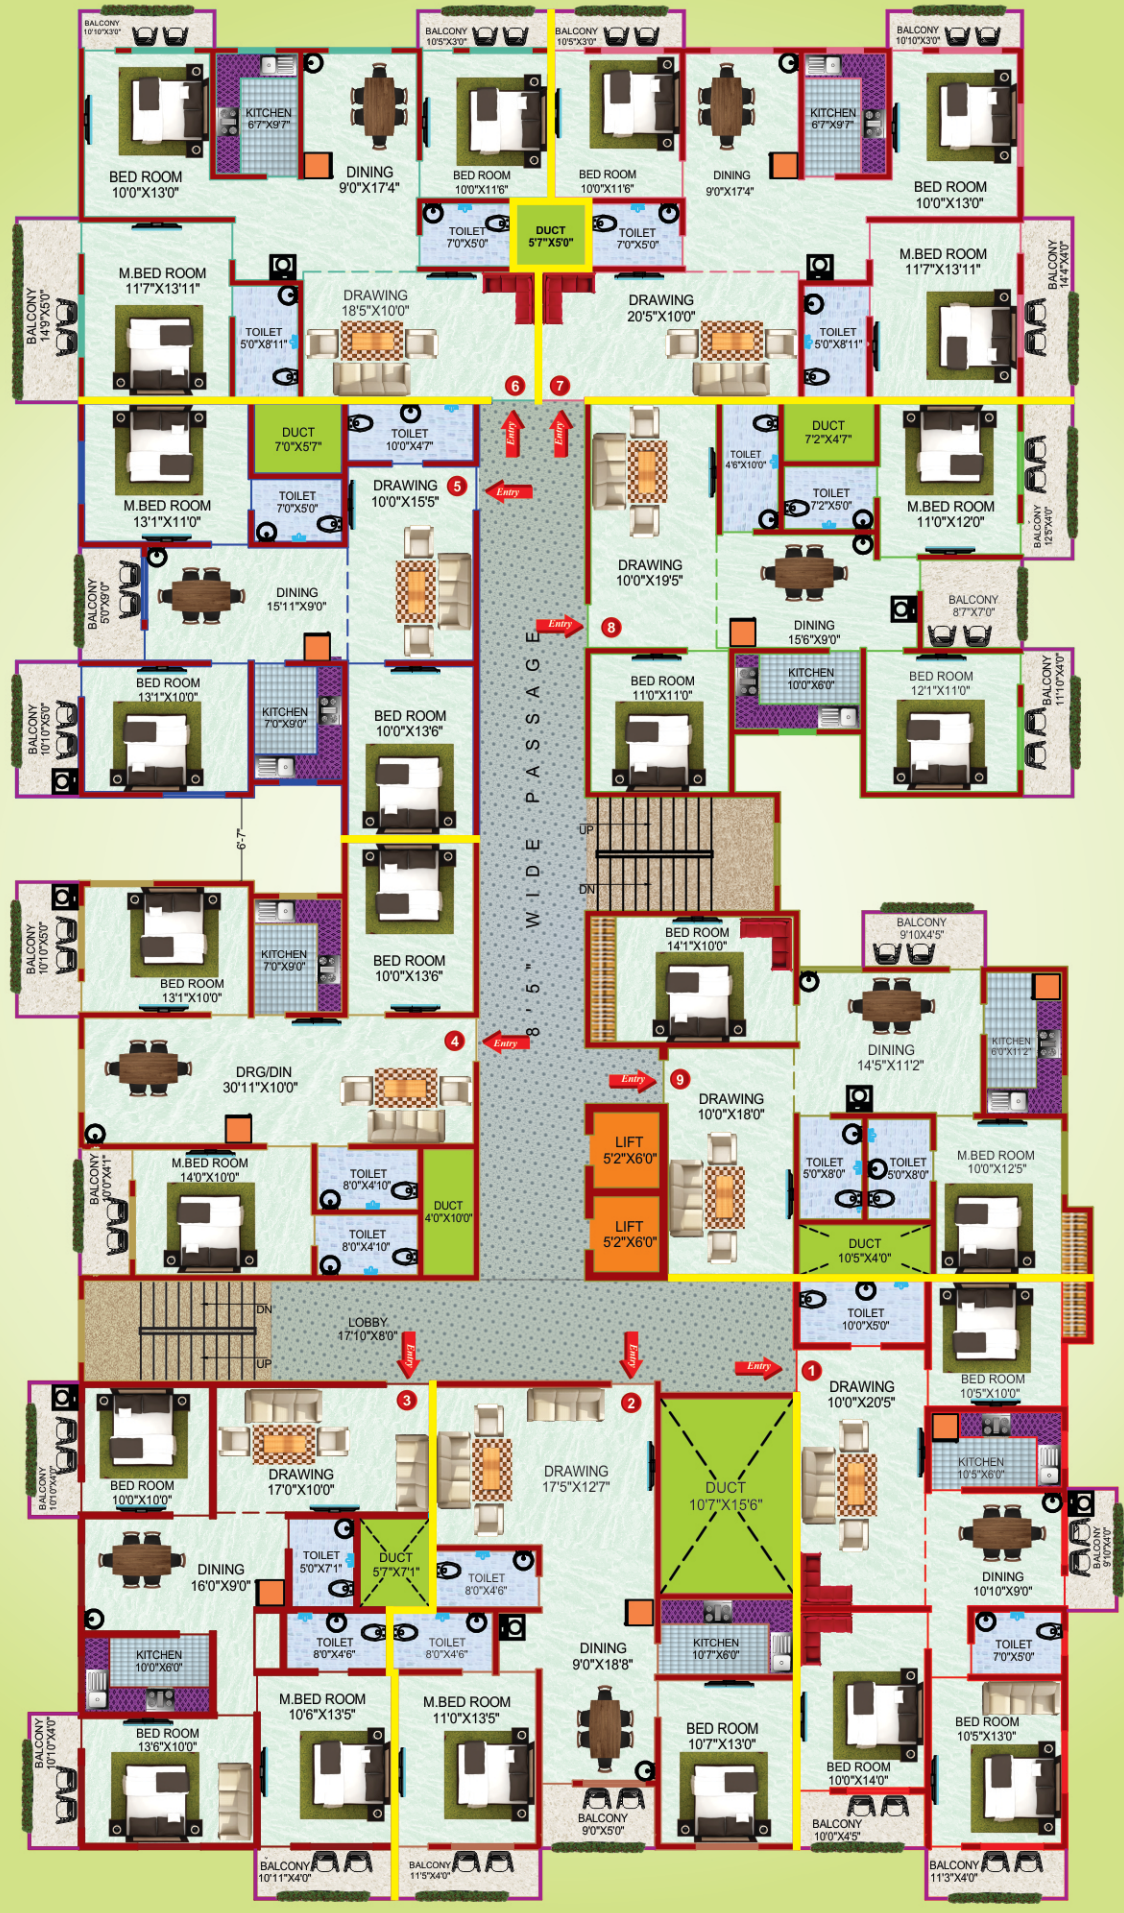 BALCONY
10'10"X3'0"
BALCONY
10'5"X3'0"
BALCONY
10'5"X3'0"
BALCONY
10'10"X3'0"
BED ROOM
10'0"X13'0"
KITCHEN
6'7"X9'7"
DINING
9'0"X17'4"
BED ROOM
10'0"X11'6"
BED ROOM
10'0"X11'6"
DINING
9'0"X17'4"
KITCHEN
6'7"X9'7"
BED ROOM
10'0"X13'0"
TOILET
7'0"X5'0"
DUCT
5'7"X5'0"
TOILET
7'0"X5'0"
BALCONY
14'9"X5'0"
M.BED ROOM
11'7"X13'11"
TOILET
5'0"X8'11"
DRAWING
18'5"X10'0"
DRAWING
20'5"X10'0"
TOILET
5'0"X8'11"
M.BED ROOM
11'7"X13'11"
BALCONY
14'4"X4'0"
6
7
Entry
Entry
M.BED ROOM
13'1"X11'0"
DUCT
7'0"X5'7"
TOILET
10'0"X4'7"
TOILET
7'0"X5'0"
DRAWING
10'0"X15'5"
5
Entry
BALCONY
5'0"X9'0"
DINING
15'11"X9'0"
DRAWING
10'0"X19'5"
TOILET
4'6"X10'0"
DUCT
7'2"X4'7"
TOILET
7'2"X5'0"
M.BED ROOM
11'0"X12'0"
BALCONY
12'5"X4'0"
Entry
8
DINING
15'6"X9'0"
BALCONY
8'7"X7'0"
BALCONY
10'10"X5'0"
BED ROOM
13'1"X10'0"
KITCHEN
7'0"X9'0"
BED ROOM
10'0"X13'6"
BED ROOM
11'0"X11'0"
KITCHEN
10'0"X6'0"
BED ROOM
12'1"X11'0"
BALCONY
11'10"X4'0"
8'5" WIDE PASSAGE
6'-7"
UP
DN
BALCONY
10'10"X5'0"
BED ROOM
13'1"X10'0"
KITCHEN
7'0"X9'0"
BED ROOM
10'0"X13'6"
BED ROOM
14'1"X10'0"
BALCONY
9'10X4'5"
4
Entry
DRG/DIN
30'11"X10'0"
DINING
14'5"X11'2"
KITCHEN
6'0"X11'2"
Entry
9
DRAWING
10'0"X18'0"
LIFT
5'2"X6'0"
LIFT
5'2"X6'0"
BALCONY
10'0"X4'1"
M.BED ROOM
14'0"X10'0"
TOILET
8'0"X4'10"
TOILET
8'0"X4'10"
DUCT
4'0"X10'0"
TOILET
5'0"X8'0"
TOILET
5'0"X8'0"
M.BED ROOM
10'0"X12'5"
DUCT
10'5"X4'0"
DN
UP
LOBBY
17'10"X8'0"
Entry
Entry
Entry
TOILET
10'0"X5'0"
BED ROOM
10'5"X10'0"
1
DRAWING
10'0"X20'5"
KITCHEN
10'5"X6'0"
DINING
10'10"X9'0"
BALCONY
9'10"X4'0"
3
2
BALCONY
10'10"X4'0"
BED ROOM
10'0"X10'0"
DRAWING
17'0"X10'0"
DRAWING
17'5"X12'7"
DUCT
10'7"X15'6"
DINING
16'0"X9'0"
TOILET
5'0"X7'1"
DUCT
5'7"X7'1"
TOILET
8'0"X4'6"
TOILET
8'0"X4'6"
TOILET
8'0"X4'6"
KITCHEN
10'0"X6'0"
DINING
9'0"X18'8"
KITCHEN
10'7"X6'0"
TOILET
7'0"X5'0"
BALCONY
10'10"X4'0"
BED ROOM
13'6"X10'0"
M.BED ROOM
10'6"X13'5"
M.BED ROOM
11'0"X13'5"
BED ROOM
10'7"X13'0"
BED ROOM
10'0"X14'0"
BED ROOM
10'5"X13'0"
BALCONY
9'0"X5'0"
BALCONY
10'0"X4'5"
BALCONY
10'11"X4'0"
BALCONY
11'5"X4'0"
BALCONY
11'3"X4'0"